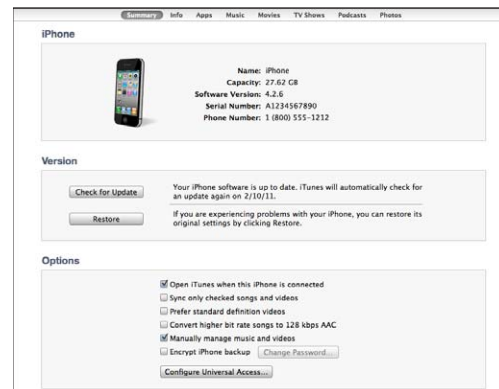 Summary Info Apps Music Movies TV Shows Podcasts Photos
iPhone
Name: iPhone
Capacity: 27.62 GB
Software Version: 4.2.6
Serial Number: A1234567890
Phone Number: 1 (800) 555-1212
Version
Check for Update
Your iPhone software is up to date. iTunes will automatically check for
an update again on 2/10/11.
Restore
If you are experiencing problems with your iPhone, you can restore its
original settings by clicking Restore.
Options
Open iTunes when this iPhone is connected
Sync only checked songs and videos
Prefer standard definition videos
Convert higher bit rate songs to 128 kbps AAC
Manually manage music and videos
Encrypt iPhone backup Change Password...
Configure Universal Access...